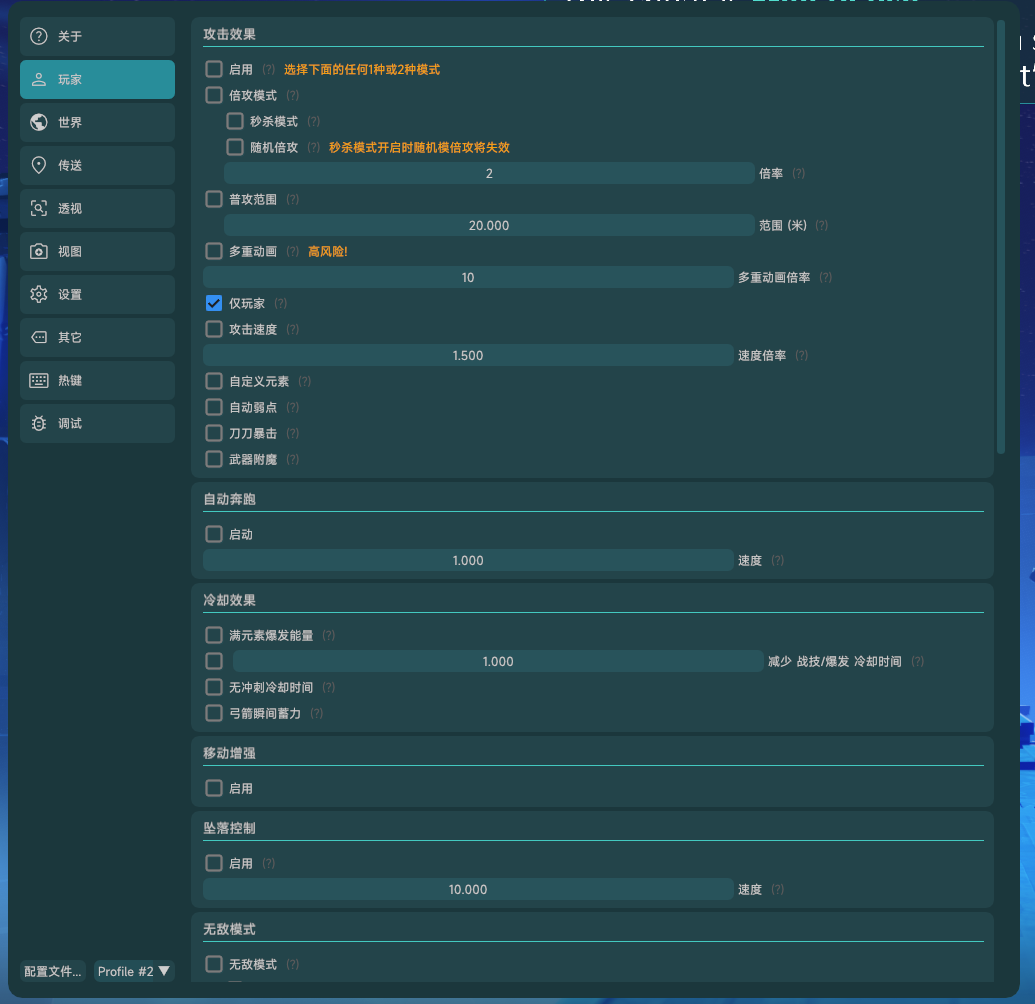 关于
玩家
世界
传送
透视
视图
设置
其它
热键
调试
配置文件...
Profile #2 ▼
攻击效果
启用 (?) 选择下面的任何1种或2种模式
倍攻模式 (?)
秒杀模式 (?)
随机倍攻 (?) 秒杀模式开启时随机模倍攻将失效
2 倍率 (?)
普攻范围 (?)
20.000 范围 (米) (?)
多重动画 (?) 高风险!
10 多重动画倍率 (?)
仅玩家 (?)
攻击速度 (?)
1.500 速度倍率 (?)
自定义元素 (?)
自动弱点 (?)
刀刀暴击 (?)
武器附魔 (?)
自动奔跑
启动
1.000 速度 (?)
冷却效果
满元素爆发能量 (?)
1.000 减少 战技/爆发 冷却时间 (?)
无冲刺冷却时间 (?)
弓箭瞬间蓄力 (?)
移动增强
启用
坠落控制
启用 (?)
10.000 速度 (?)
无敌模式
无敌模式 (?)